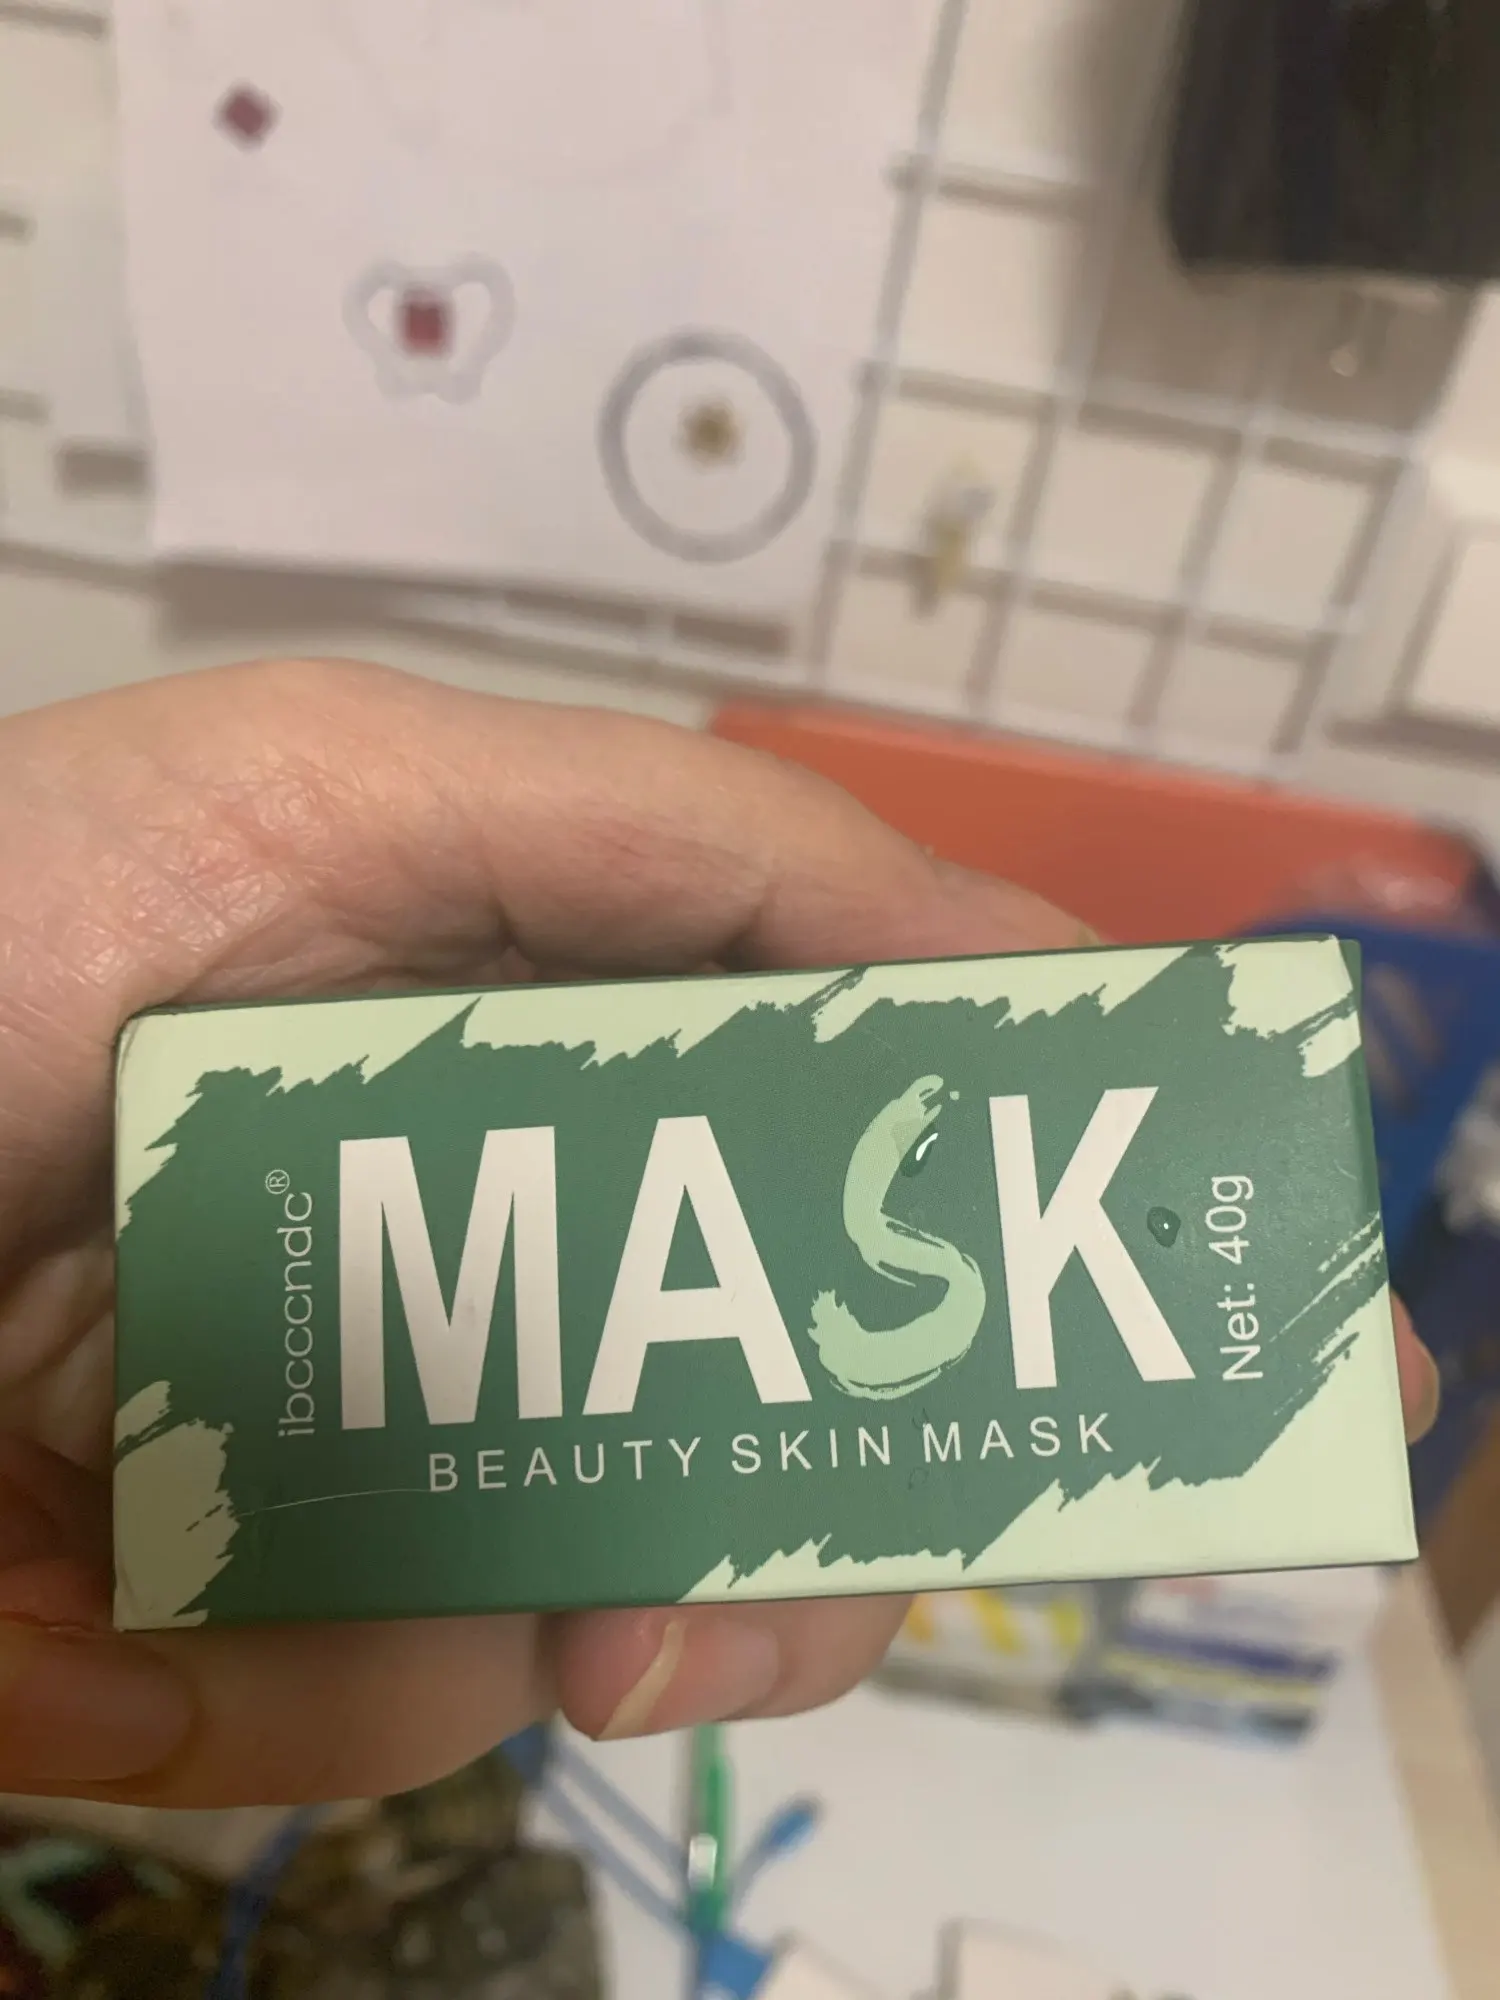 ibcccndc®
MASK
Net: 40g
BEAUTY SKIN MASK